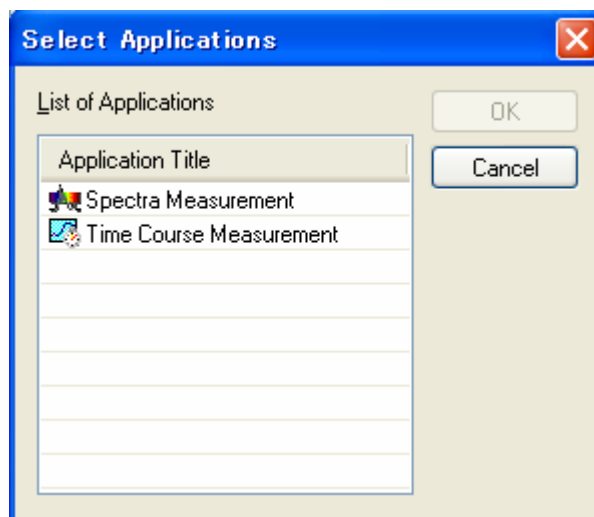 Select Applications
List of Applications
OK
Application Title
Cancel
Spectra Measurement
Time Course Measurement